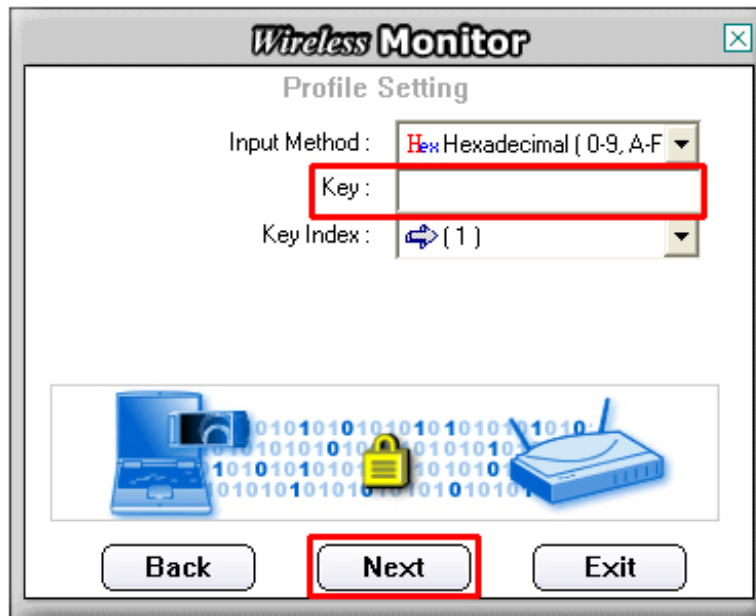 Wireless Monitor
Profile Setting
Input Method : Hex Hexadecimal ( 0-9, A-F
Key :
Key Index : ( 1 )
Back Next Exit